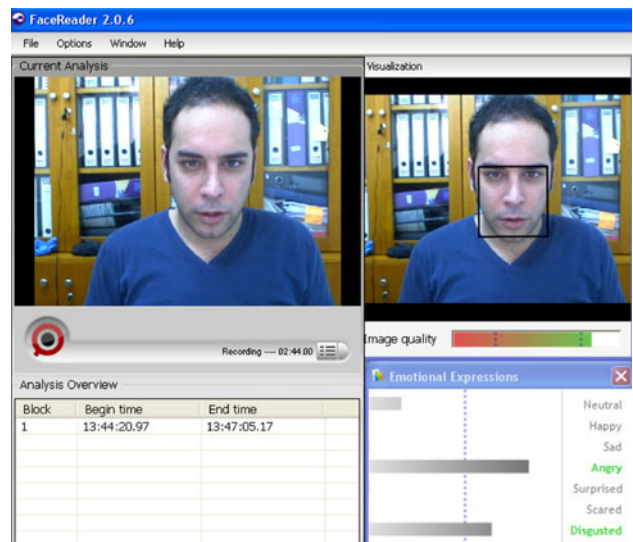 FaceReader 2.0.6
File Options Window Help
Current Analysis
Visualization
Recording ---- 02:44.00
Image quality
Analysis Overview
Block Begin time End time
1 13:44:20.97 13:47:05.17
Emotional Expressions
Neutral
Happy
Sad
Angry
Surprised
Scared
Disgusted